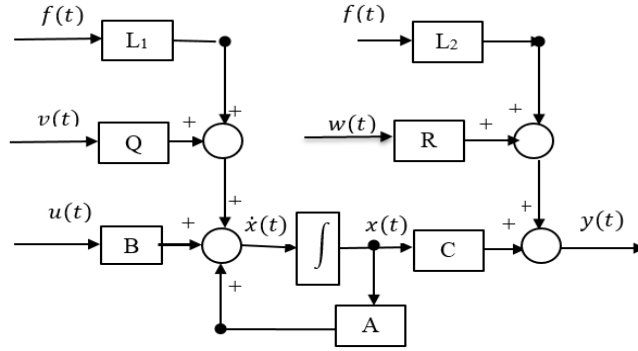 f(t)
L₁
f(t)
L₂
+
+
v(t)
Q
+
w(t)
R
+
+
+
u(t)
B
+
ẋ(t)
∫
x(t)
C
+
y(t)
+
A